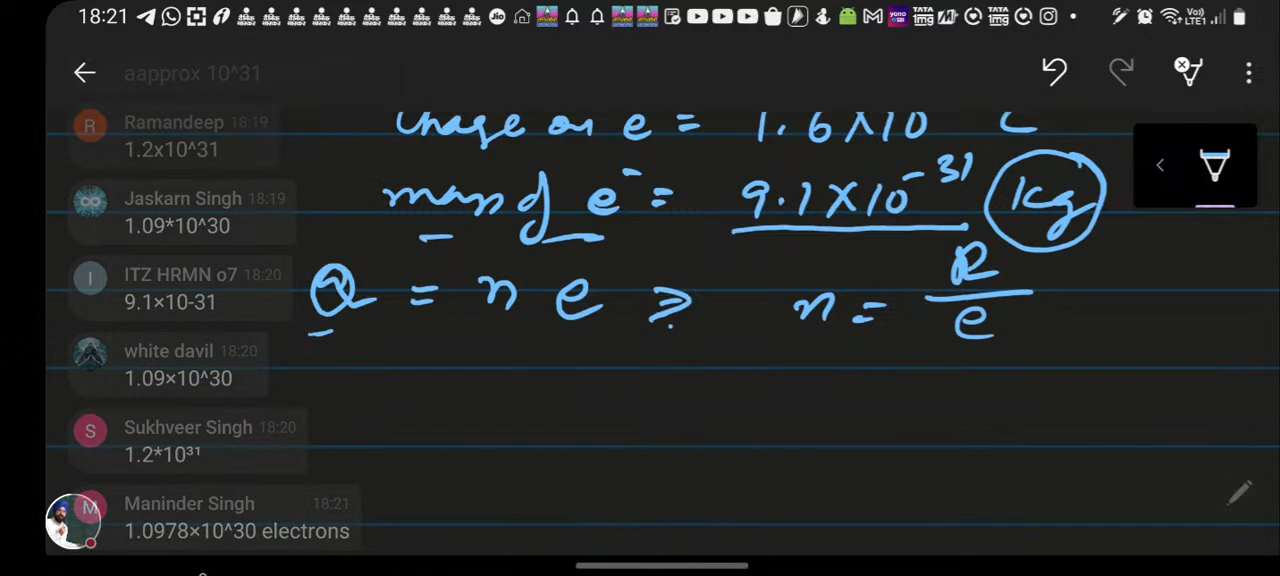 18:21
aapprox 10^31
Ramandeep 18:19
1.2x10^31
Jaskarn Singh 18:19
1.09*10^30
ITZ HRMN o7 18:20
9.1×10-31
white davil 18:20
1.09×10^30
Sukhveer Singh 18:20
1.2*10³¹
Maninder Singh 18:21
1.0978×10^30 electrons
Charge on e = 1.6×10 C
mass of e⁻ = 9.1×10⁻³¹ kg
Q = n e ⇒ n = Q/e